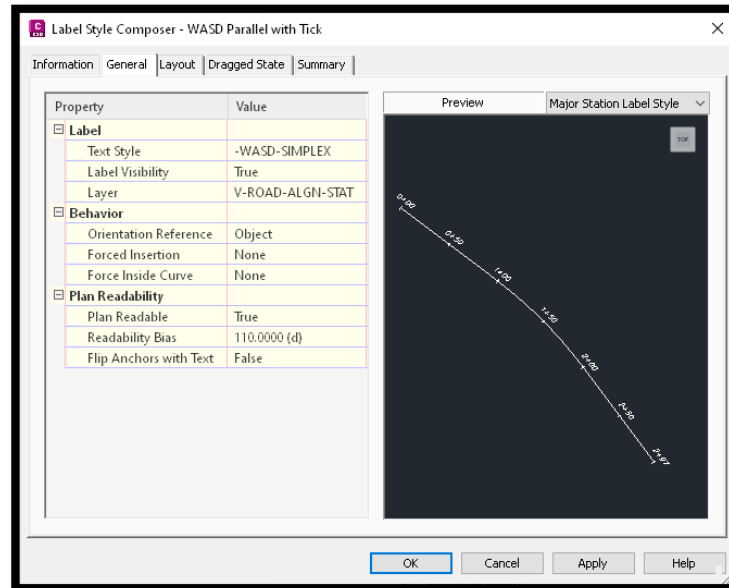 Label Style Composer - WASD Parallel with Tick
Information General Layout Dragged State Summary
Property Value
Label
Text Style -WASD-SIMPLEX
Label Visibility True
Layer V-ROAD-ALGN-STAT
Behavior
Orientation Reference Object
Forced Insertion None
Force Inside Curve None
Plan Readability
Plan Readable True
Readability Bias 110.0000 (d)
Flip Anchors with Text False
Preview Major Station Label Style
TOP
0+00
0+50
1+00
1+50
2+00
2+50
2+97
OK Cancel Apply Help